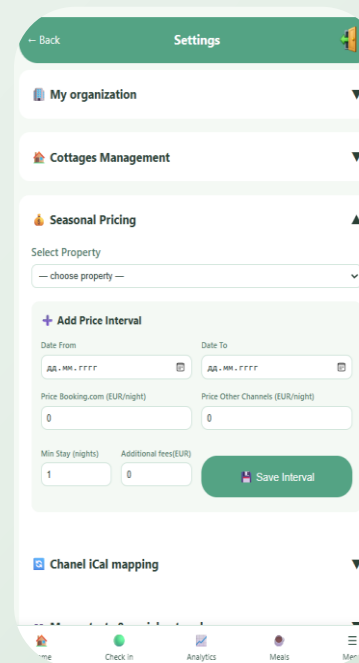 ← Back Settings
My organization ▼
Cottages Management ▼
Seasonal Pricing ▲
Select Property
— choose property —
Add Price Interval
Date From Date To
дд.мм.гггг дд.мм.гггг
Price Booking.com (EUR/night) Price Other Channels (EUR/night)
0 0
Min Stay (nights) Additional fees(EUR)
1 0 Save Interval
Chanel iCal mapping ▼
Check in Analytics Meals